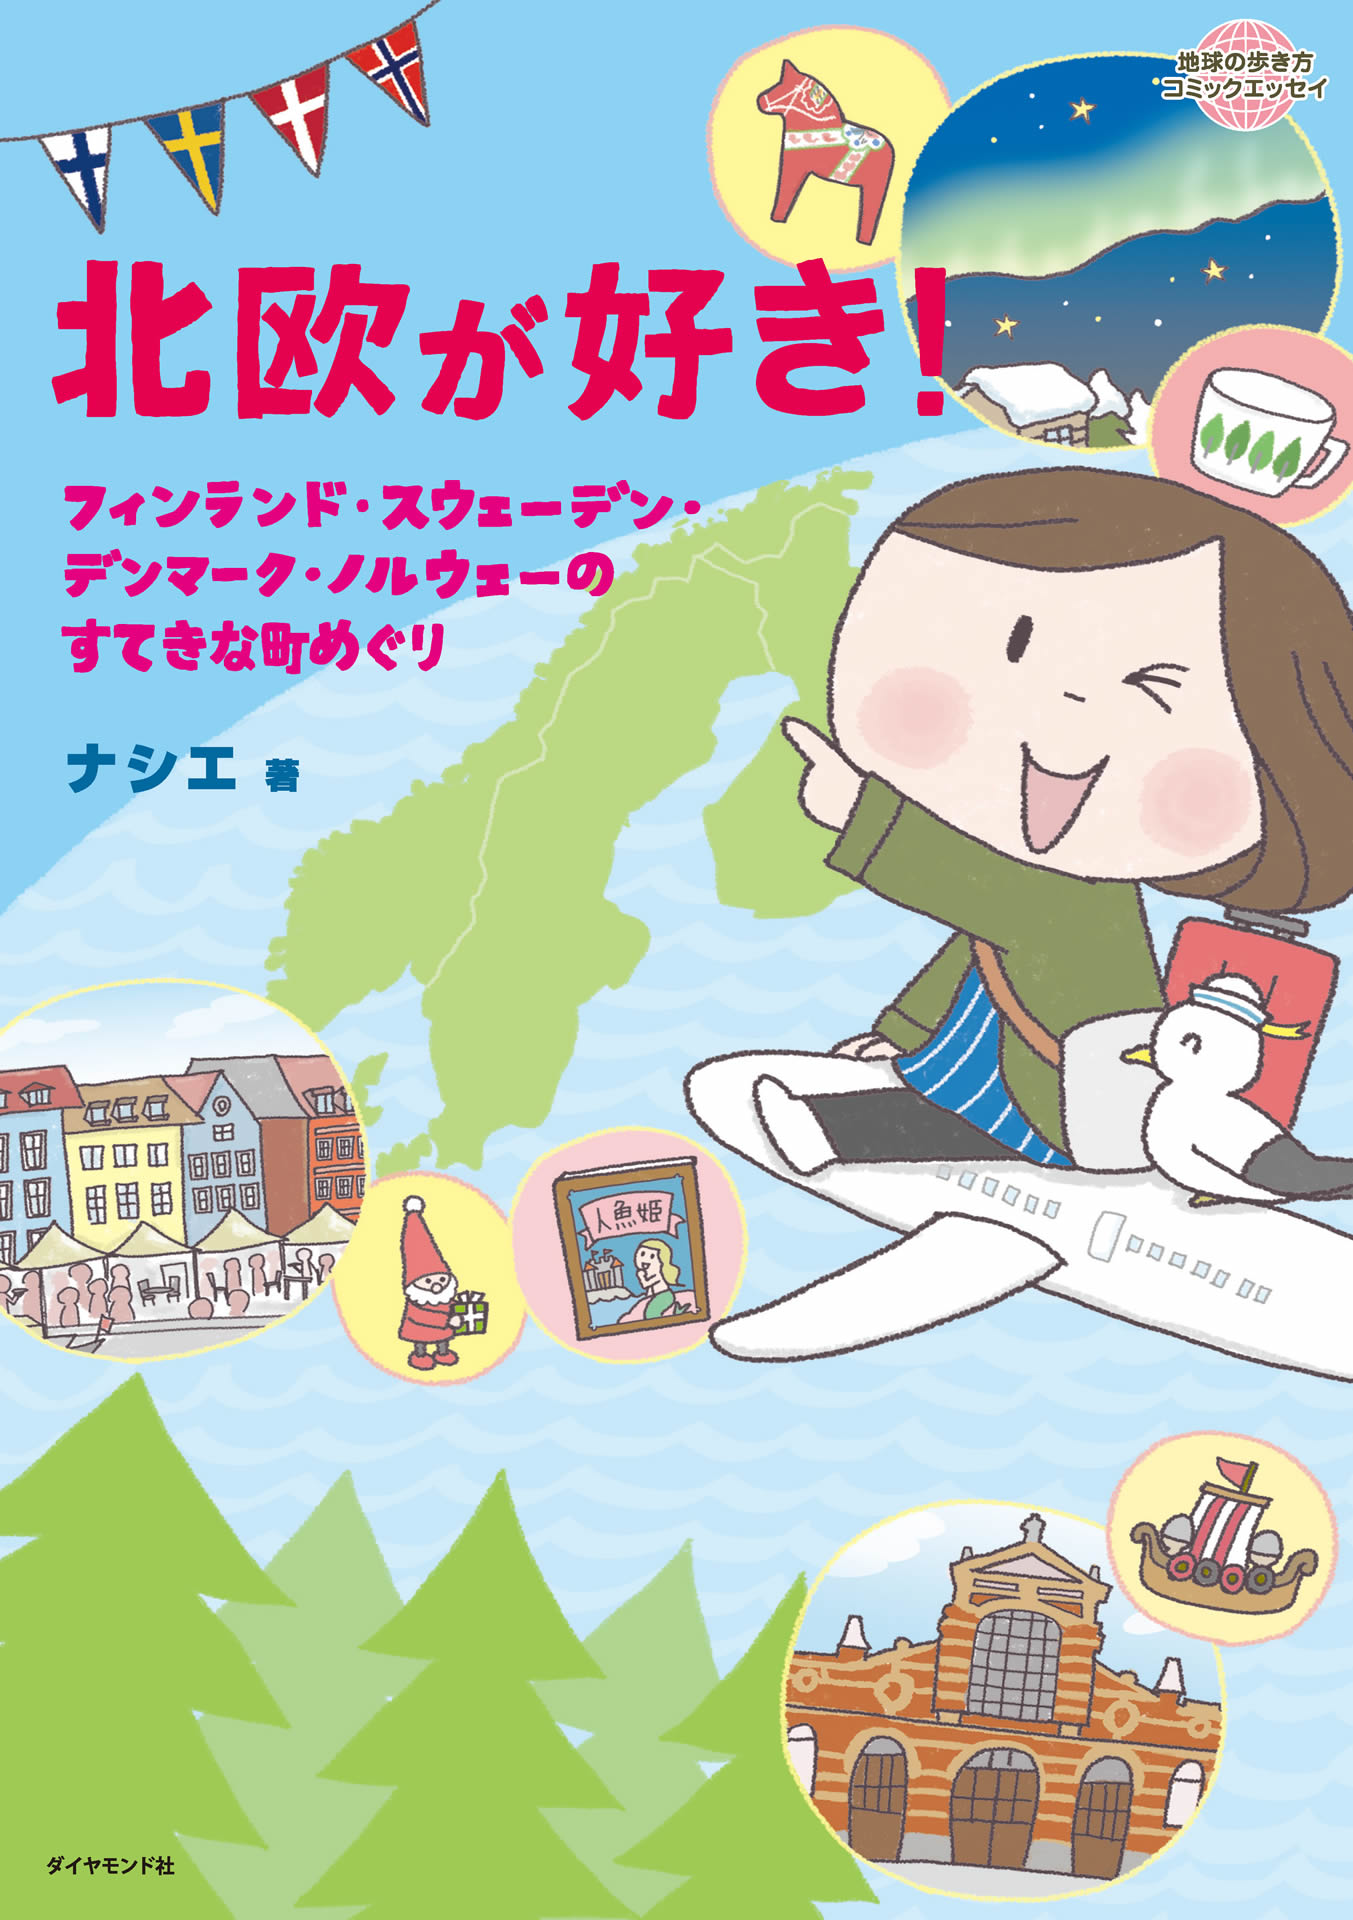 地球の歩き方
コミックエッセイ
北欧が好き!
フィンランド・スウェーデン・
デンマーク・ノルウェーの
すてきな町めぐり
ナシエ 著
人魚姫
ダイヤモンド社